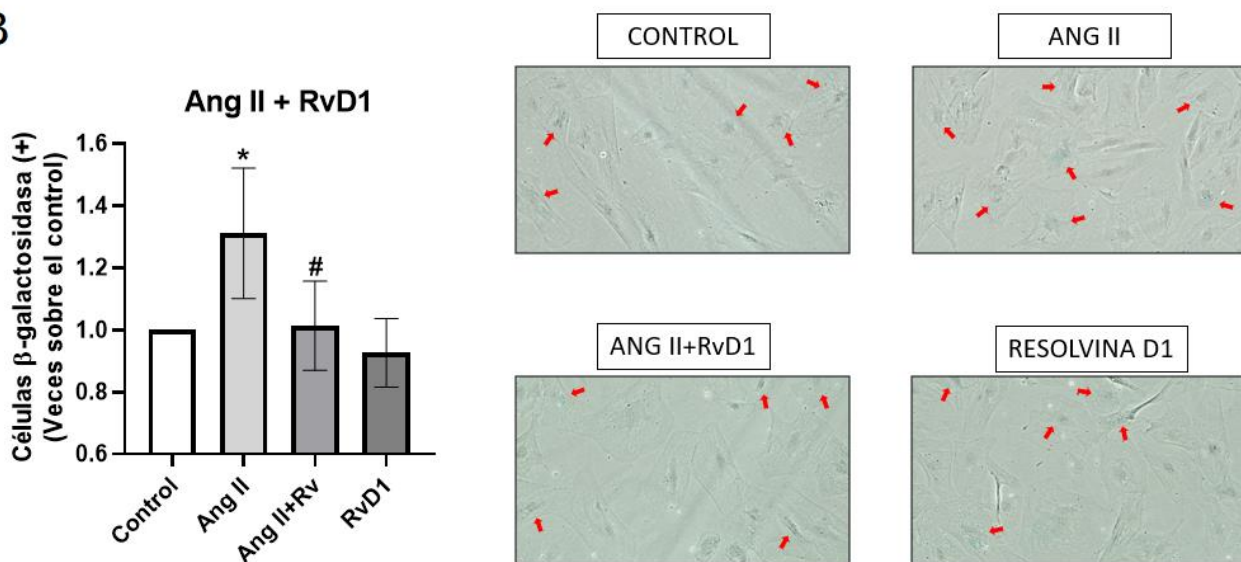 B
Ang II + RvD1
Células β-galactosidasa (+)
(Veces sobre el control)
1.6
1.4
1.2
1.0
0.8
0.6
*
#
Control
Ang II
Ang II+Rv
RvD1
CONTROL
ANG II
ANG II+RvD1
RESOLVINA D1